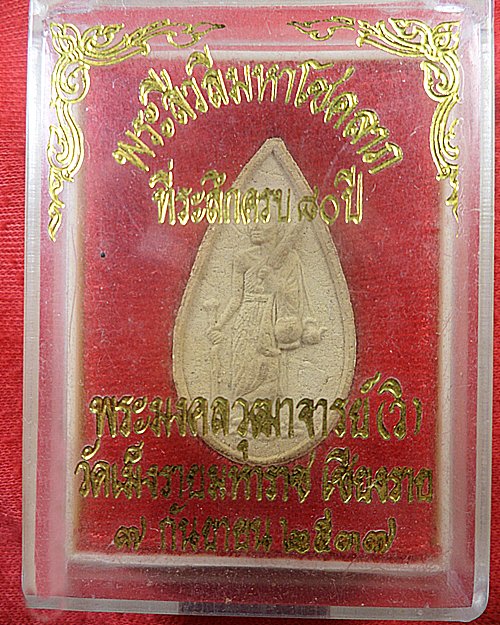 พระสีวลีมหาโชคลาภ
ที่ระลึกครบ ๘๐ ปี
พระมงคลวุฒาจารย์ (วิ)
วัดเม็งรายมหาราช เชียงราย
๗ กันยายน ๒๕๓๗